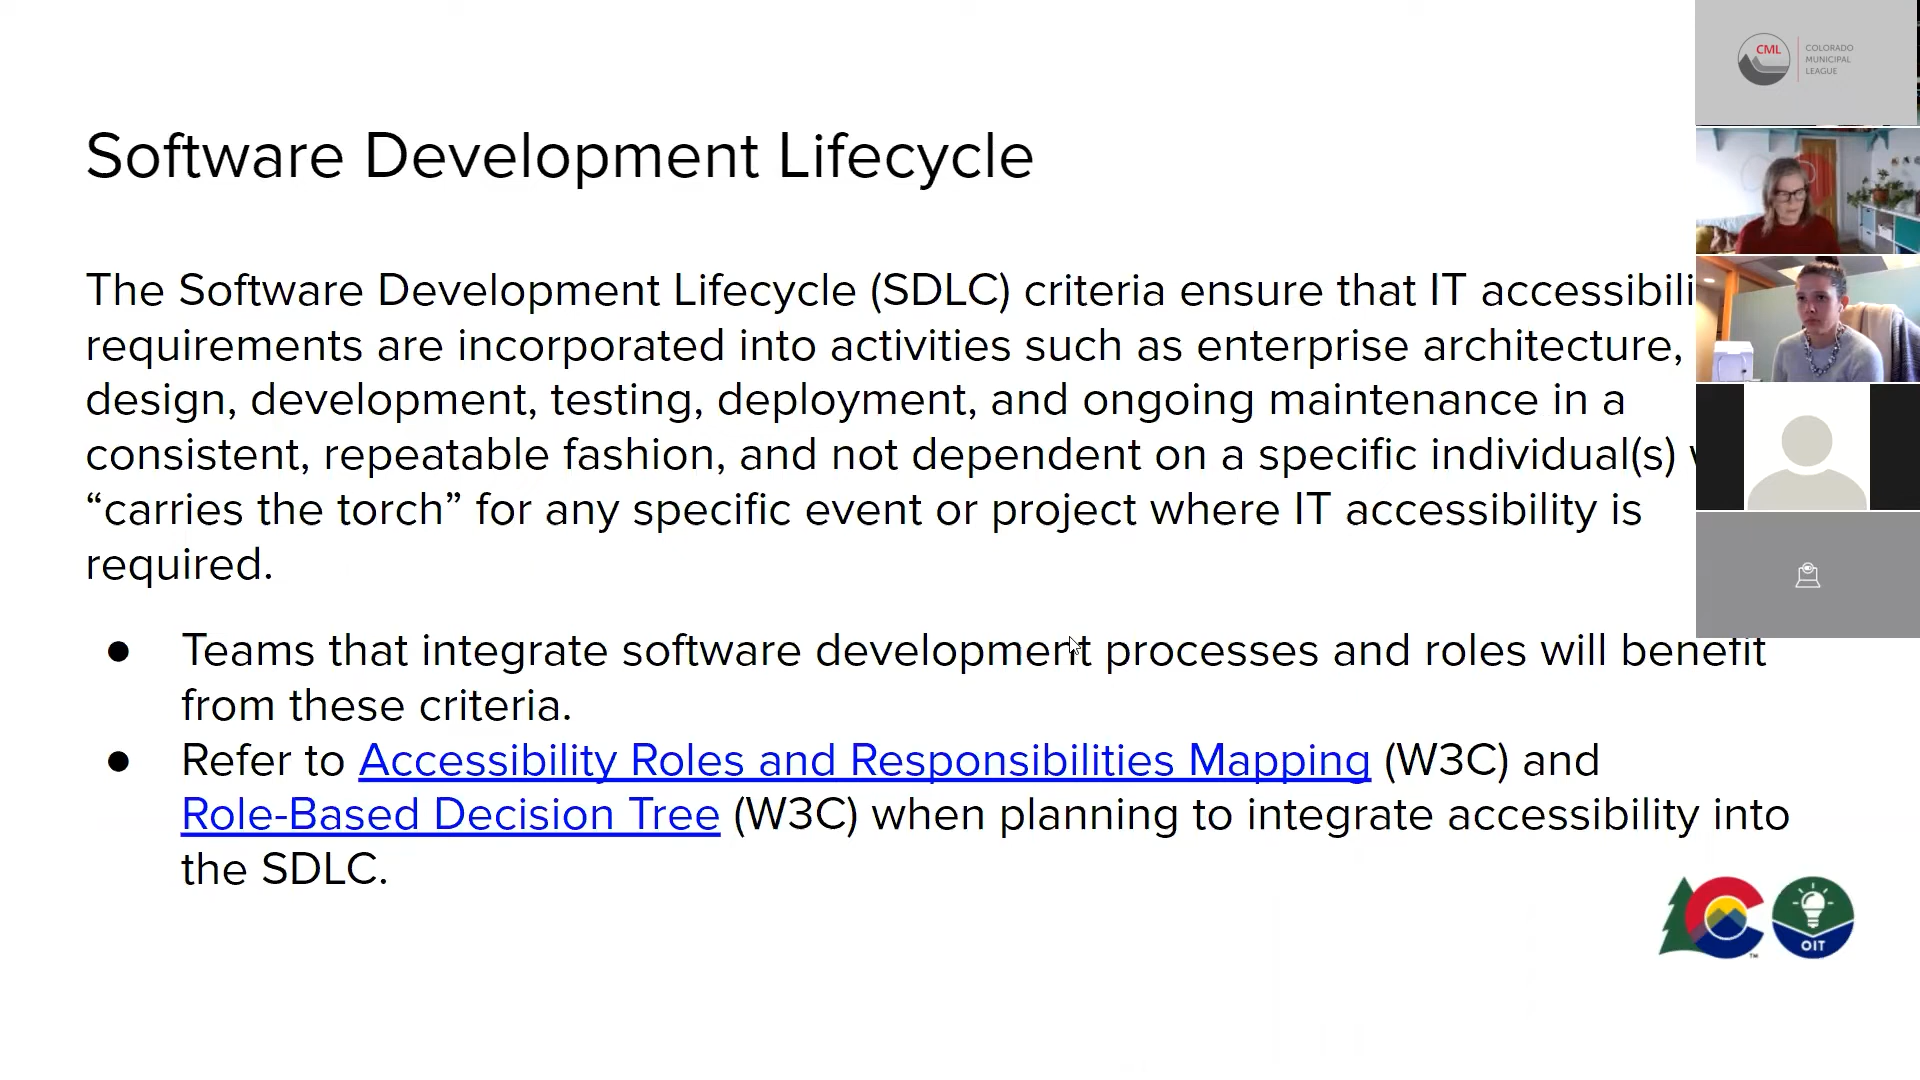 Software Development Lifecycle
The Software Development Lifecycle (SDLC) criteria ensure that IT accessibili
requirements are incorporated into activities such as enterprise architecture,
design, development, testing, deployment, and ongoing maintenance in a
consistent, repeatable fashion, and not dependent on a specific individual(s)
“carries the torch” for any specific event or project where IT accessibility is
required.
● Teams that integrate software development processes and roles will benefit
from these criteria.
● Refer to Accessibility Roles and Responsibilities Mapping (W3C) and
Role-Based Decision Tree (W3C) when planning to integrate accessibility into
the SDLC.
CML
COLORADO
MUNICIPAL
LEAGUE
OIT